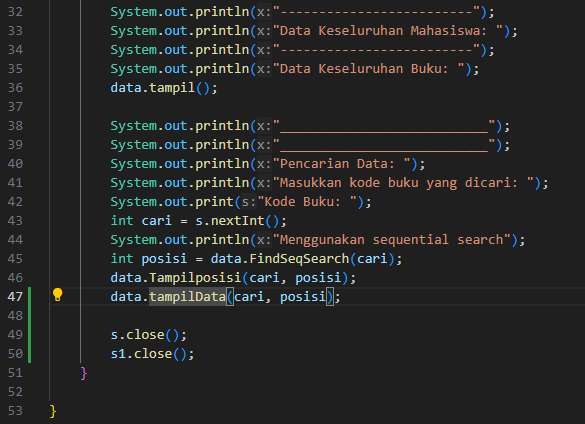 32 System.out.println(x:"-------------------------");
33 System.out.println(x:"Data Keseluruhan Mahasiswa: ");
34 System.out.println(x:"-------------------------");
35 System.out.println(x:"Data Keseluruhan Buku: ");
36 data.tampil();
37
38 System.out.println(x:"___________________________");
39 System.out.println(x:"___________________________");
40 System.out.println(x:"Pencarian Data: ");
41 System.out.println(x:"Masukkan kode buku yang dicari: ");
42 System.out.print(s:"Kode Buku: ");
43 int cari = s.nextInt();
44 System.out.println(x:"Menggunakan sequential search");
45 int posisi = data.FindSeqSearch(cari);
46 data.Tampilposisi(cari, posisi);
47 data.tampilData(cari, posisi);
48
49 s.close();
50 s1.close();
51 }
52
53 }